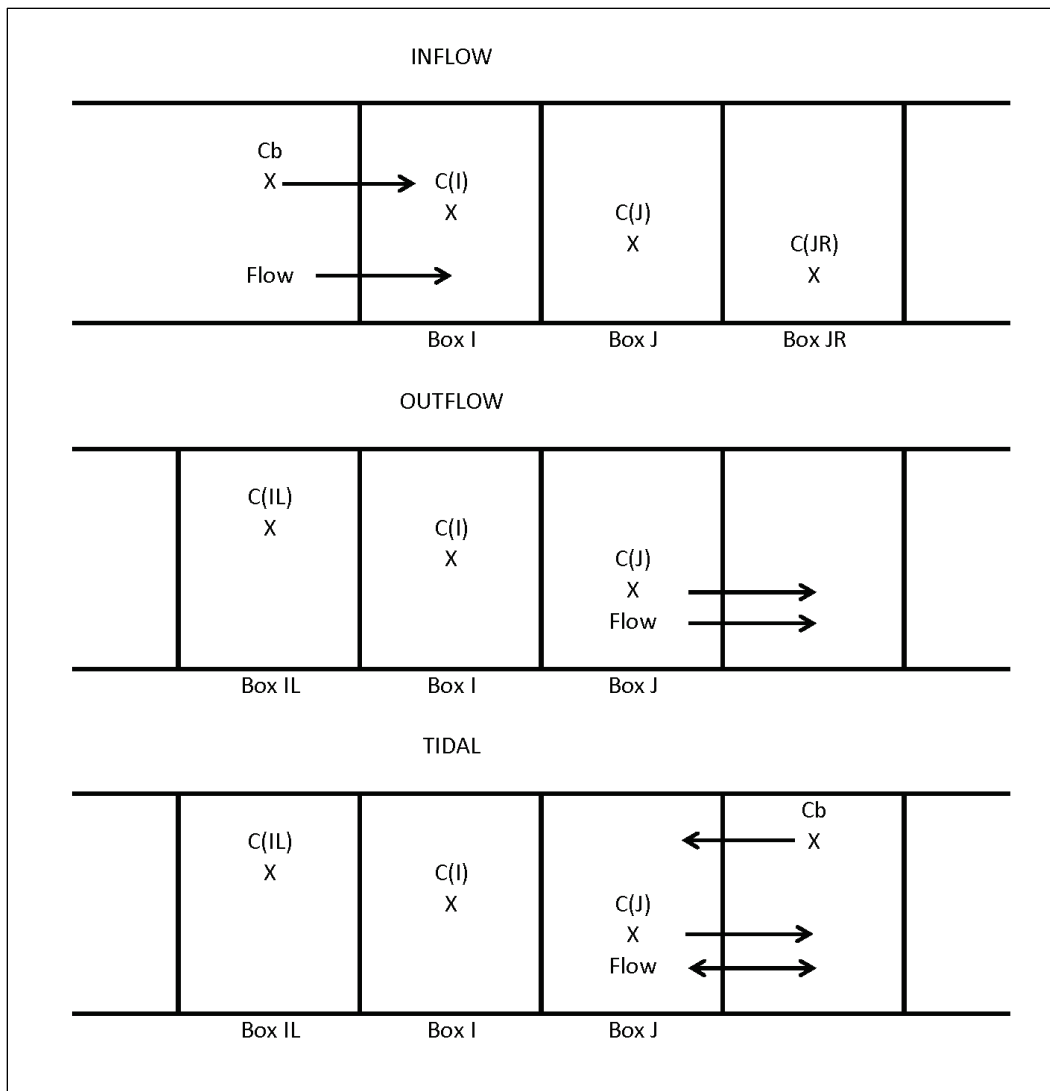 INFLOW
Cb
X
C(I)
X
C(J)
X
C(JR)
X
Flow
Box I Box J Box JR
OUTFLOW
C(IL)
X
C(I)
X
C(J)
X
Flow
Box IL Box I Box J
TIDAL
Cb
X
C(IL)
X
C(I)
X
C(J)
X
Flow
Box IL Box I Box J